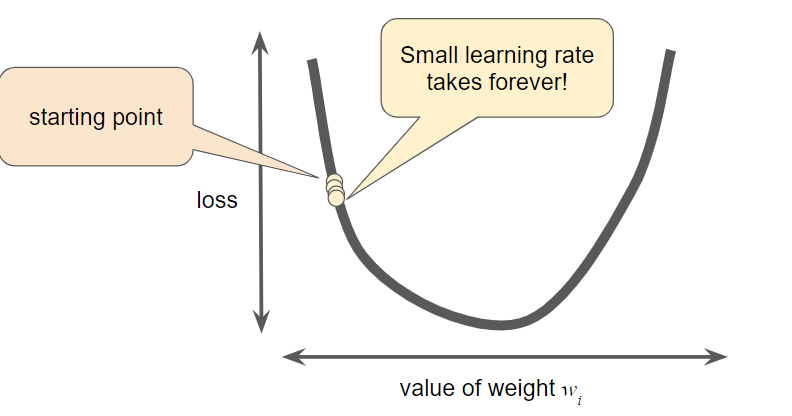 Small learning rate
takes forever!
starting point
loss
value of weight wᵢ